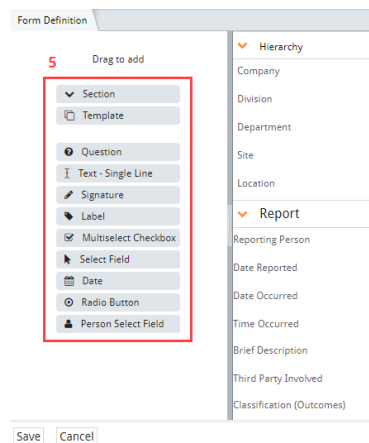 Form Definition
5
Drag to add
Section
Template
Question
Text - Single Line
Signature
Label
Multiselect Checkbox
Select Field
Date
Radio Button
Person Select Field
Hierarchy
Company
Division
Department
Site
Location
Report
Reporting Person
Date Reported
Date Occurred
Time Occurred
Brief Description
Third Party Involved
Classification (Outcomes)
Save Cancel